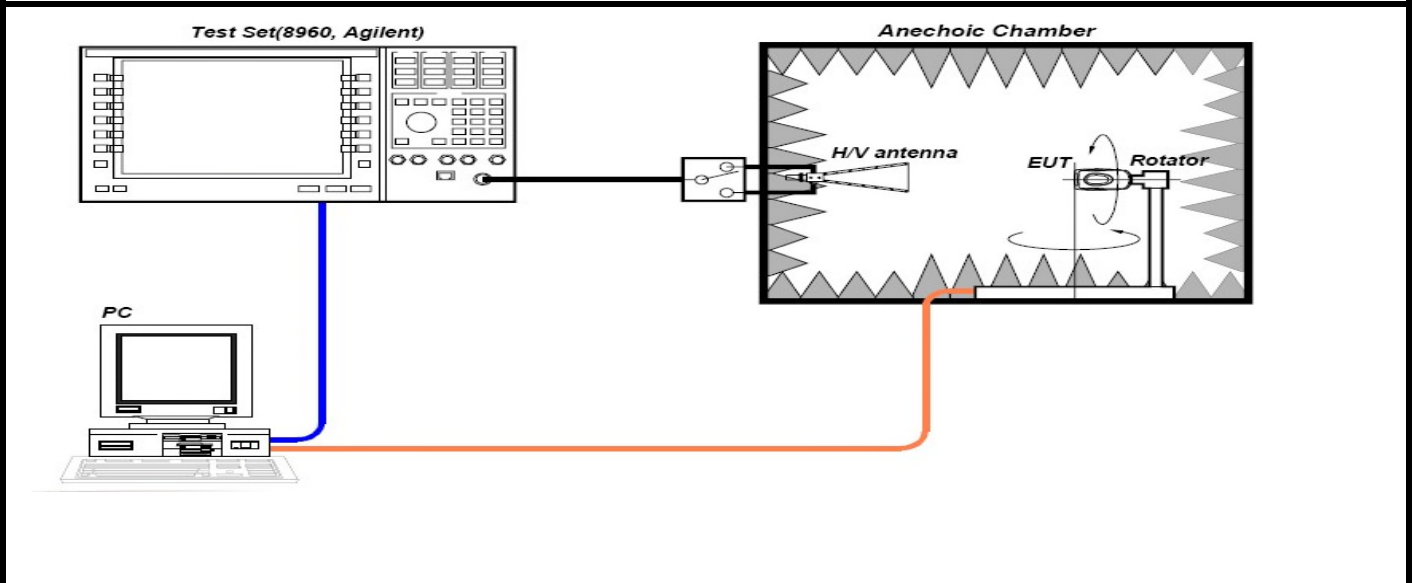 Test Set(8960, Agilent)
Anechoic Chamber
H/V antenna
EUT
Rotator
PC